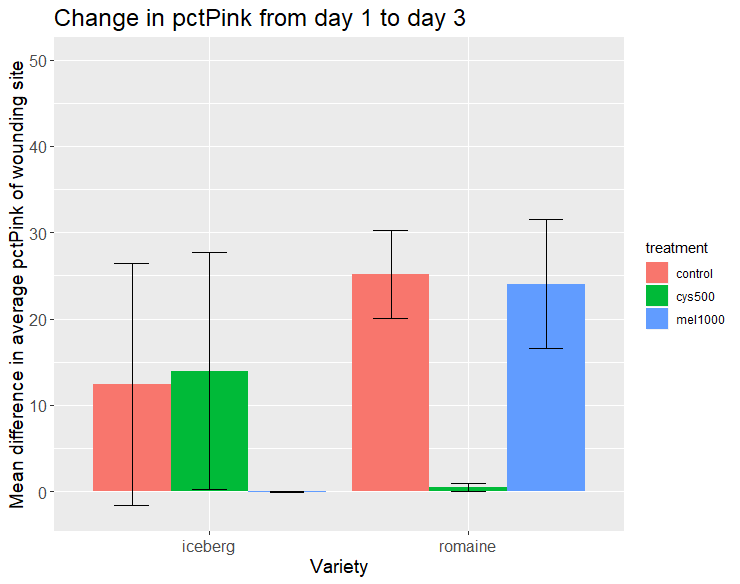 Change in pctPink from day 1 to day 3
Mean difference in average pctPink of wounding site
50
40
30
20
10
0
iceberg romaine
Variety
treatment
control
cys500
mel1000